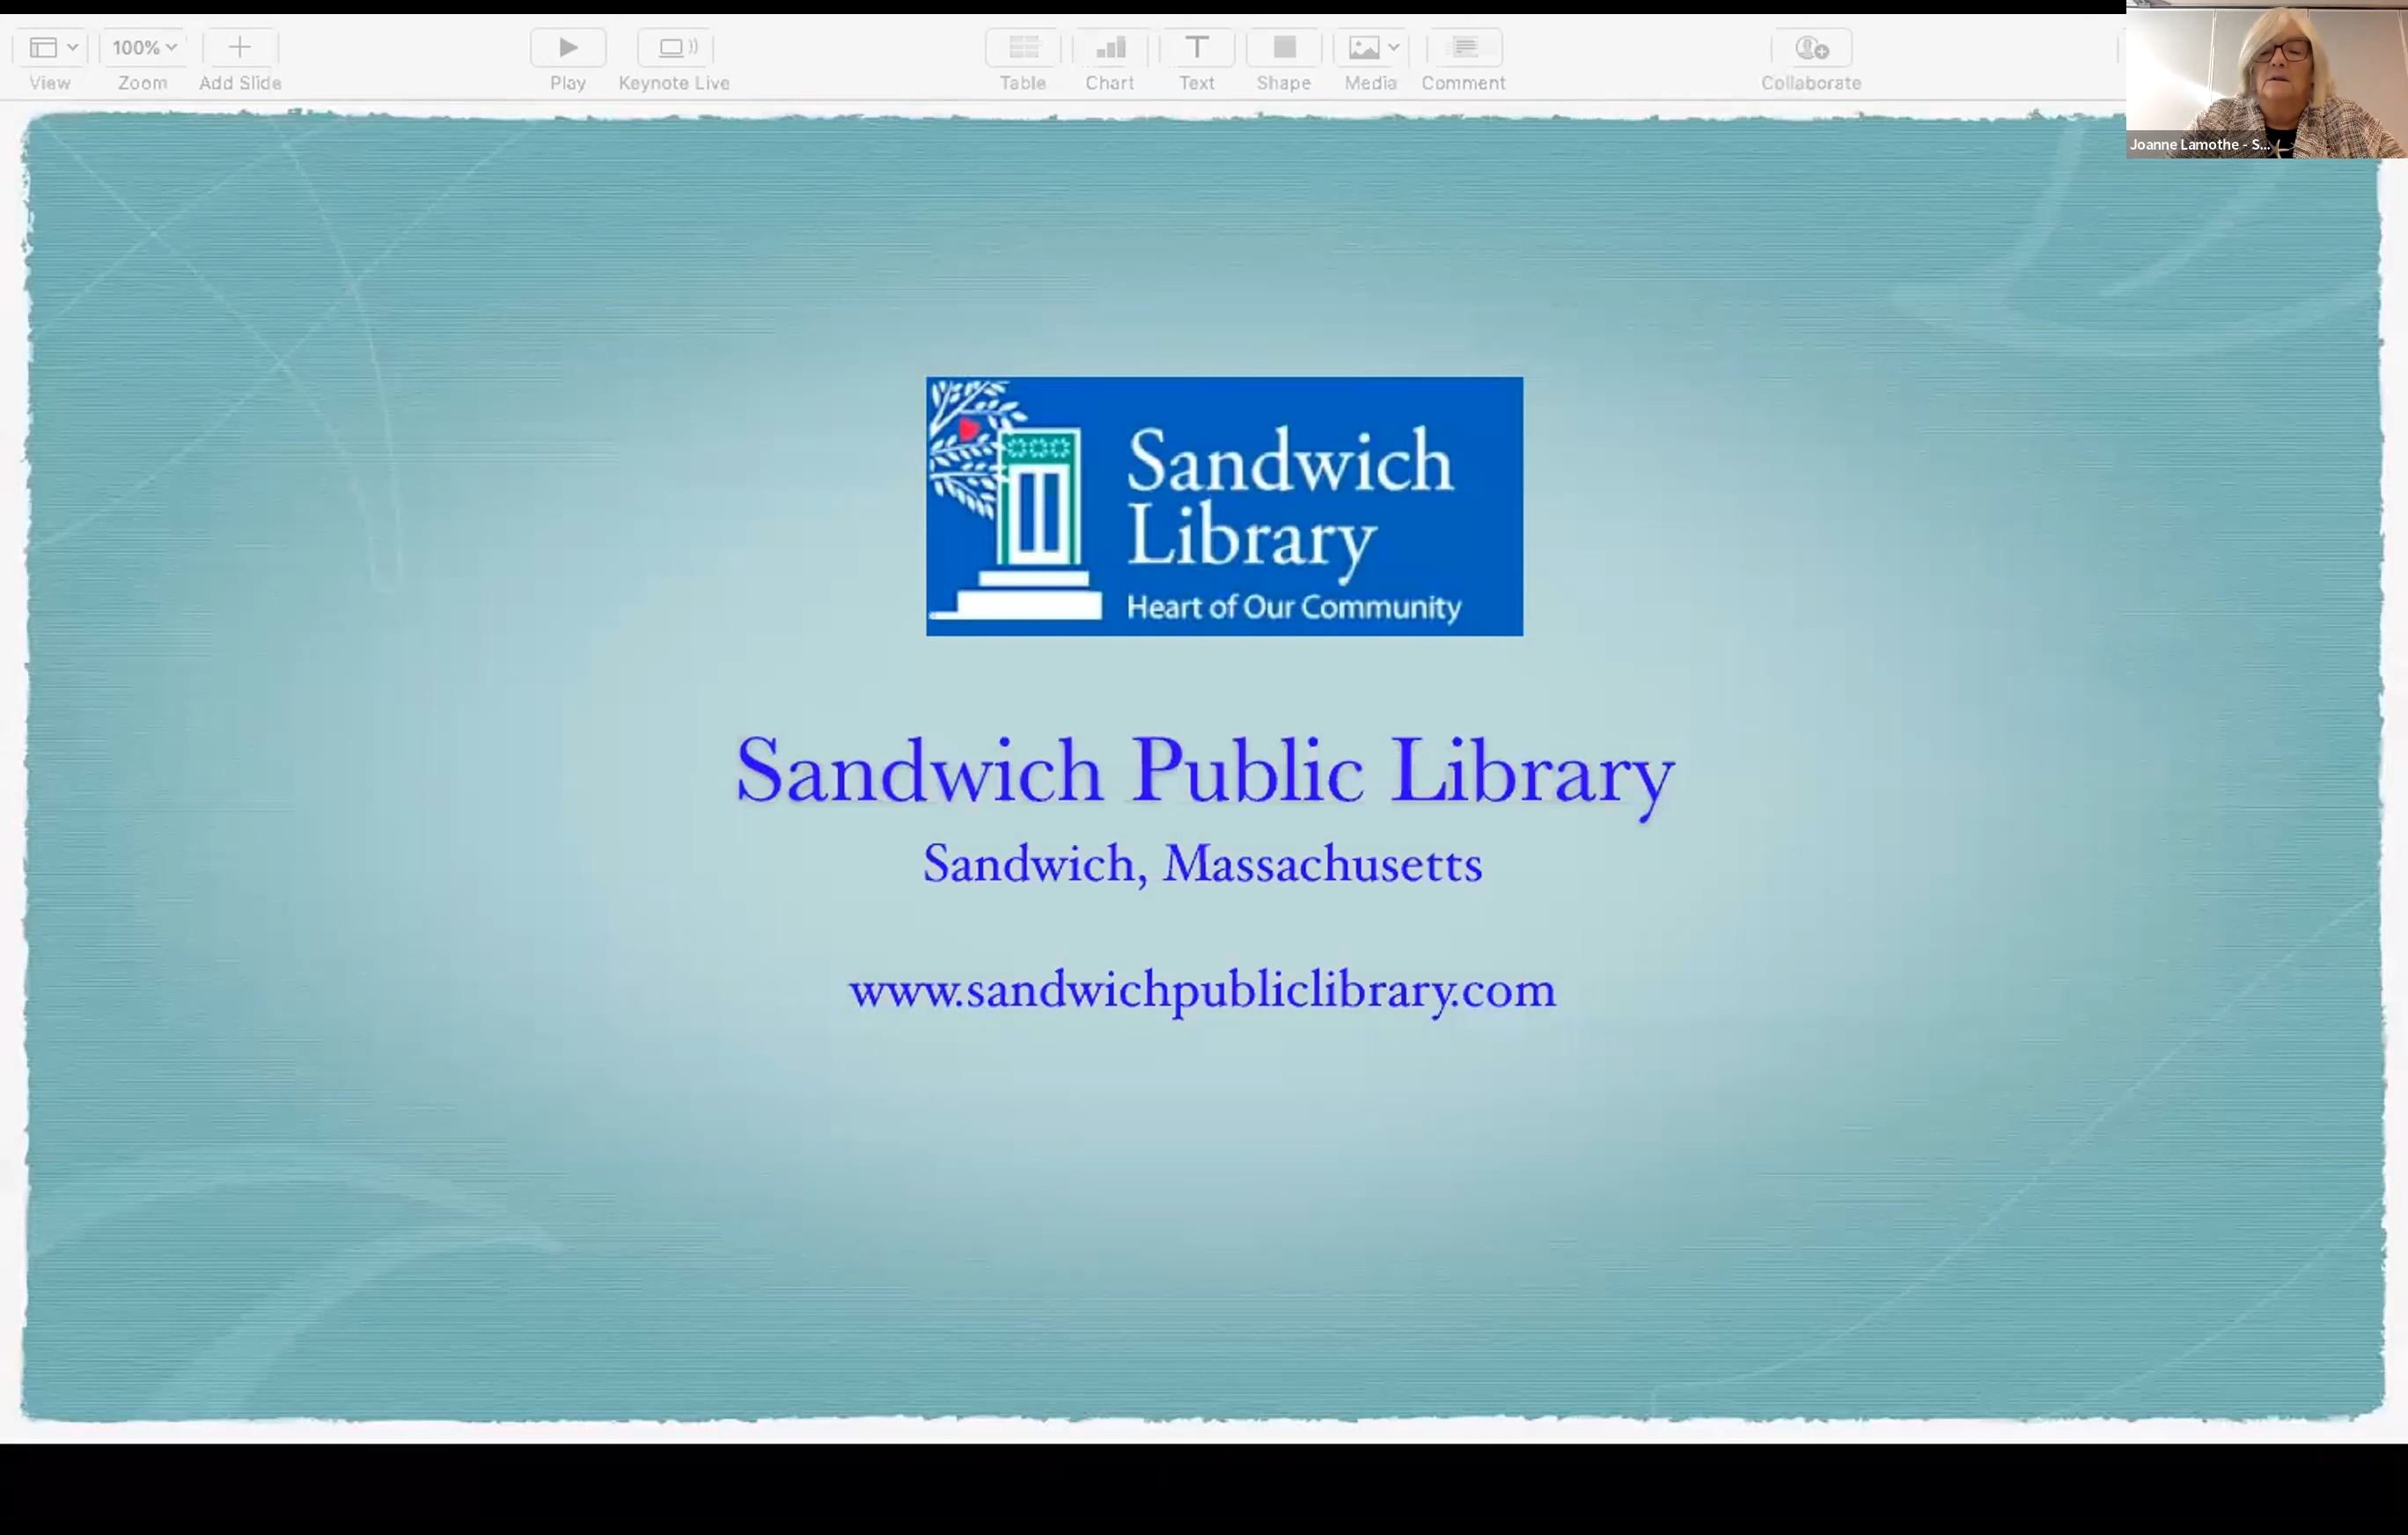 100%
View
Zoom
Add Slide
Play
Keynote Live
Table
Chart
Text
Shape
Media
Comment
Collaborate
Joanne Lamothe - S...
Sandwich
Library
Heart of Our Community
Sandwich Public Library
Sandwich, Massachusetts
www.sandwichpubliclibrary.com